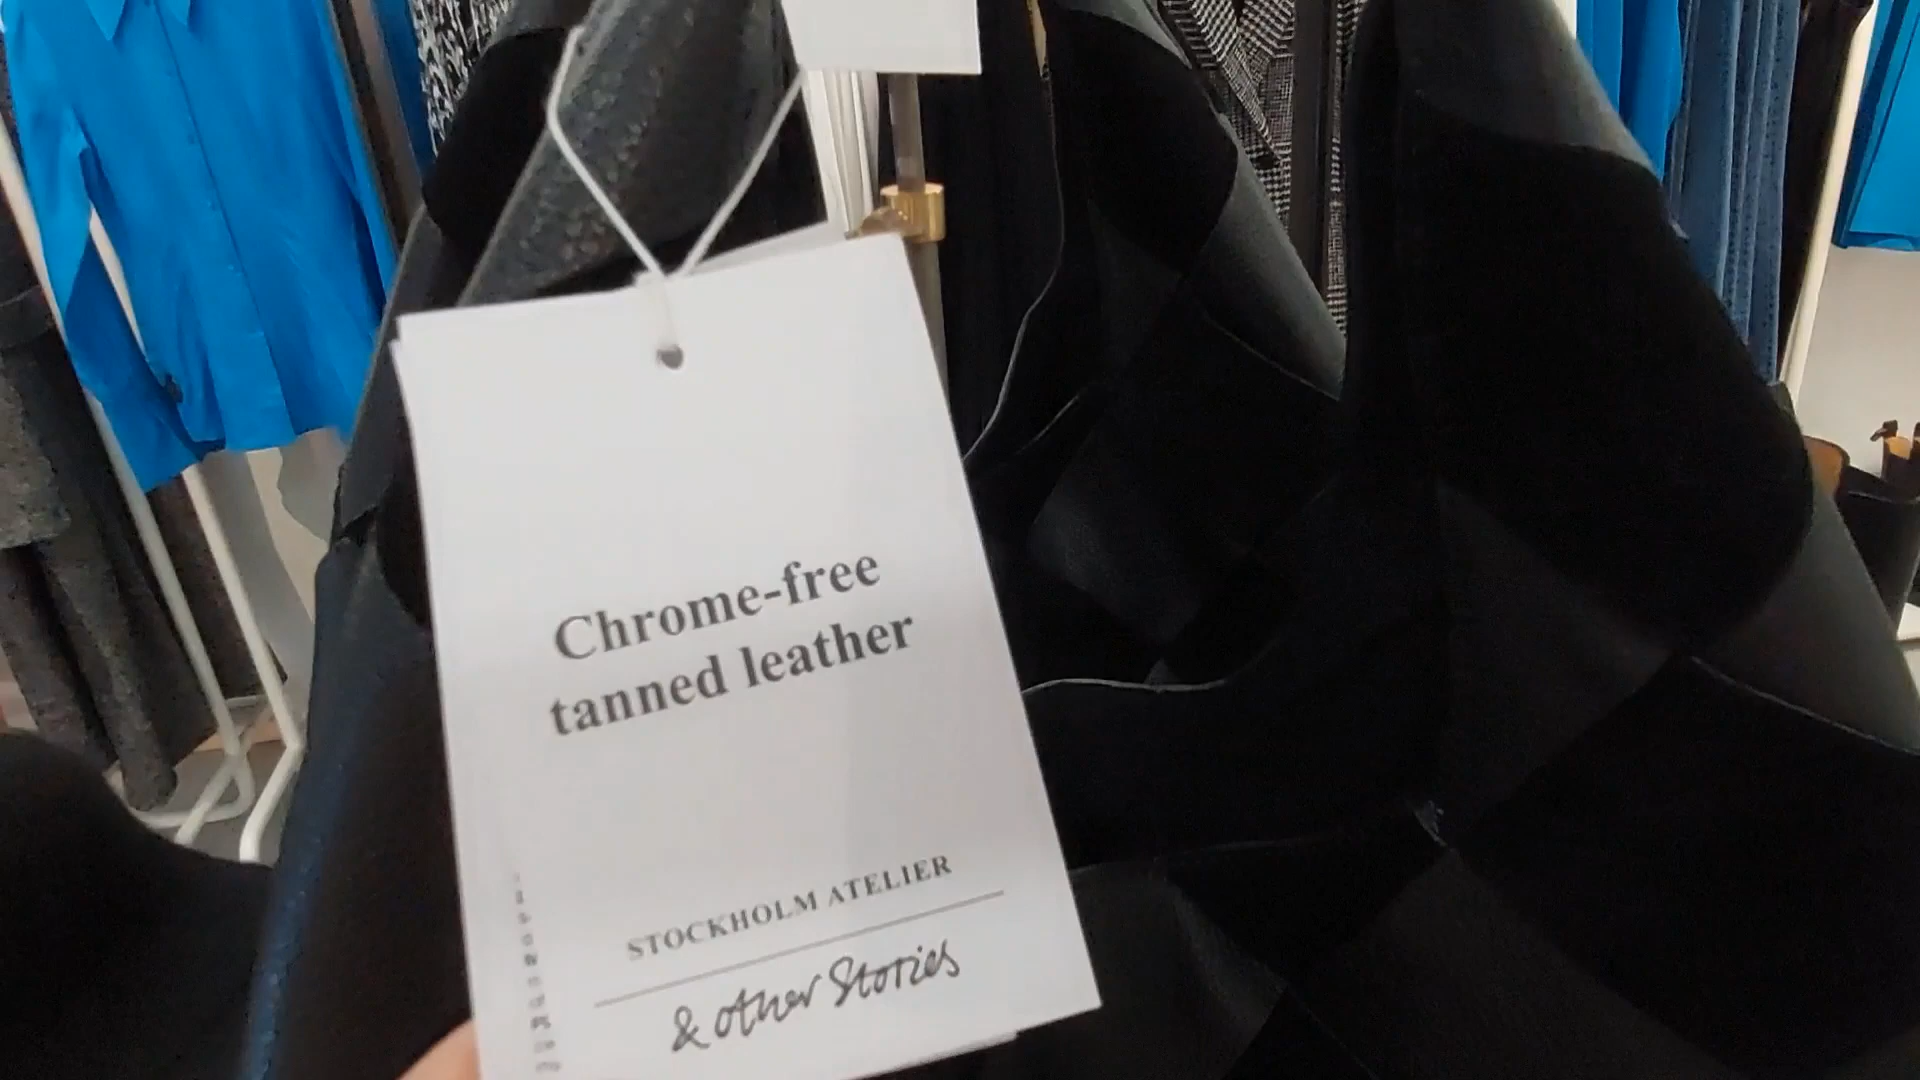 Chrome-free
tanned leather
STOCKHOLM ATELIER
& other Stories